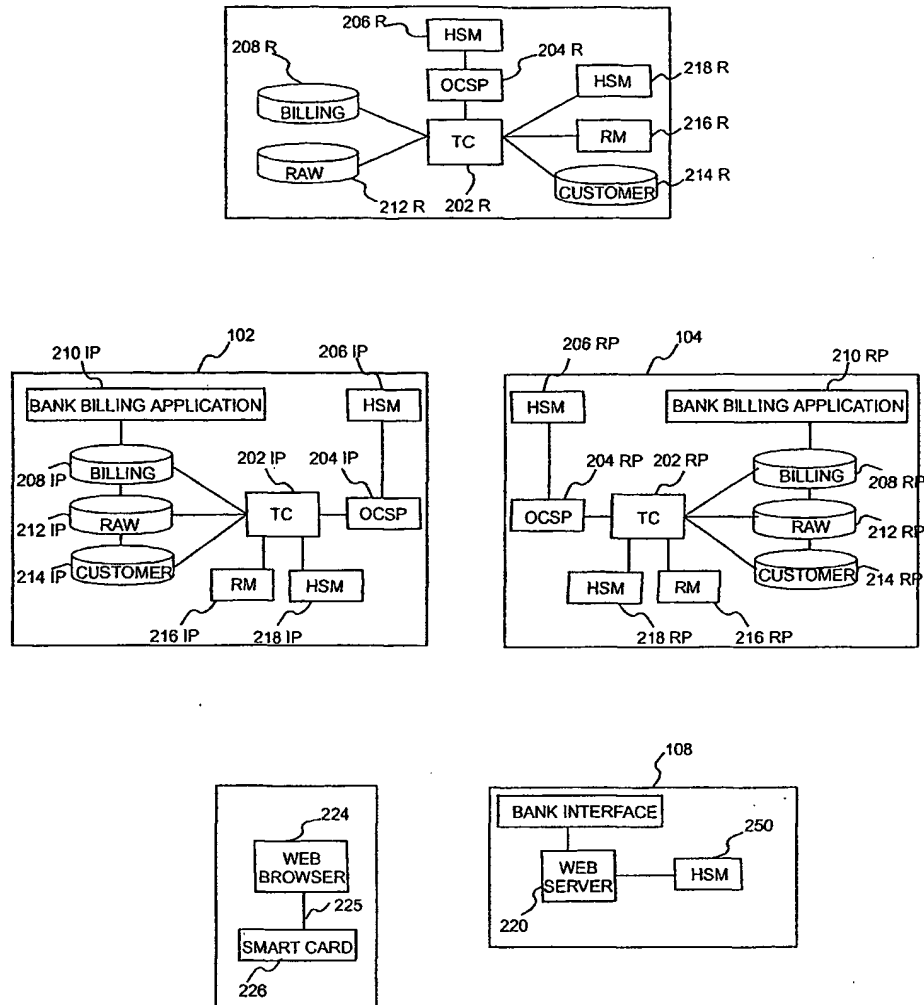 206 R
HSM
208 R
204 R
OCSP
HSM
218 R
BILLING
TC
RM
216 R
RAW
CUSTOMER
214 R
212 R
202 R
102
210 IP
206 IP
BANK BILLING APPLICATION
HSM
BILLING
202 IP
204 IP
208 IP
TC
OCSP
RAW
212 IP
CUSTOMER
214 IP
RM
HSM
216 IP
218 IP
206 RP
104
210 RP
HSM
BANK BILLING APPLICATION
204 RP
202 RP
BILLING
208 RP
OCSP
TC
RAW
212 RP
CUSTOMER
HSM
RM
214 RP
218 RP
216 RP
224
WEB
BROWSER
225
SMART CARD
226
108
BANK INTERFACE
250
WEB
SERVER
HSM
220